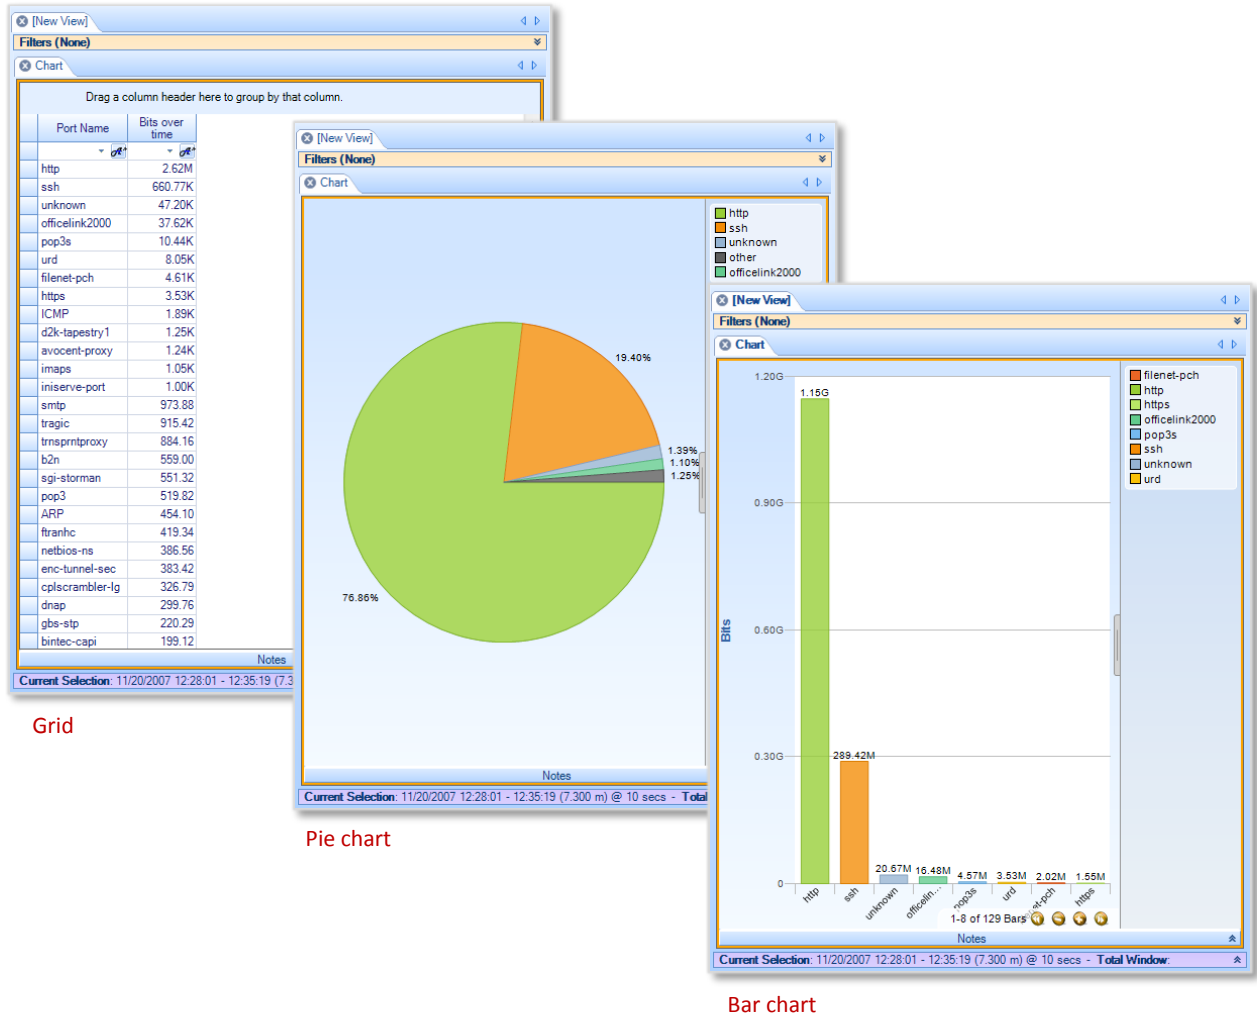 [New View]
Filters (None)
Chart
Drag a column header here to group by that column.
Port Name Bits over time
http 2.62M
ssh 660.77K
unknown 47.20K
officelink2000 37.62K
pop3s 10.44K
urd 8.05K
filenet-pch 4.61K
https 3.53K
ICMP 1.89K
d2k-tapestry1 1.25K
avocent-proxy 1.24K
imaps 1.05K
iniserve-port 1.00K
smtp 973.88
tragic 915.42
trnsprntproxy 884.16
b2n 559.00
sgi-storman 551.32
pop3 519.82
ARP 454.10
ftranhc 419.34
netbios-ns 386.56
enc-tunnel-sec 383.42
cplscrambler-lg 326.79
dnap 299.76
gbs-stp 220.29
bintec-capi 199.12
Notes
Current Selection: 11/20/2007 12:28:01 - 12:35:19 (7.3
Grid
[New View]
Filters (None)
Chart
http
ssh
unknown
other
officelink2000
19.40%
1.39%
1.10%
1.25%
76.86%
Notes
Current Selection: 11/20/2007 12:28:01 - 12:35:19 (7.300 m) @ 10 secs - Total
Pie chart
[New View]
Filters (None)
Chart
filenet-pch
http
https
officelink2000
pop3s
ssh
unknown
urd
1.20G
0.90G
0.60G
0.30G
0
Bits
1.15G
289.42M
20.67M
16.48M
4.57M
3.53M
2.02M
1.55M
http
ssh
unknown
officelin...
pop3s
urd
et-pch
https
1-8 of 129 Bars
Notes
Current Selection: 11/20/2007 12:28:01 - 12:35:19 (7.300 m) @ 10 secs - Total Window:
Bar chart